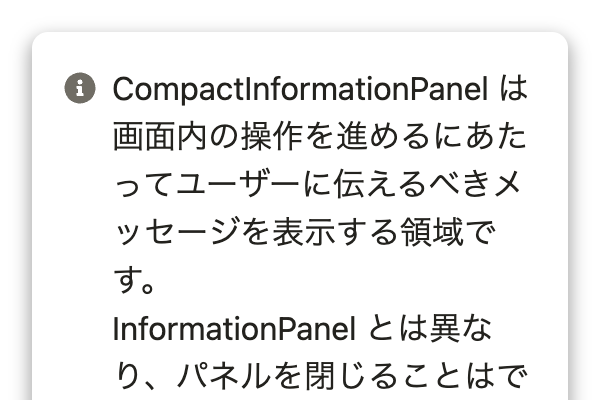 CompactInformationPanel は
画面内の操作を進めるにあた
ってユーザーに伝えるべきメ
ッセージを表示する領域で
す。
InformationPanel とは異な
り、パネルを閉じることはで